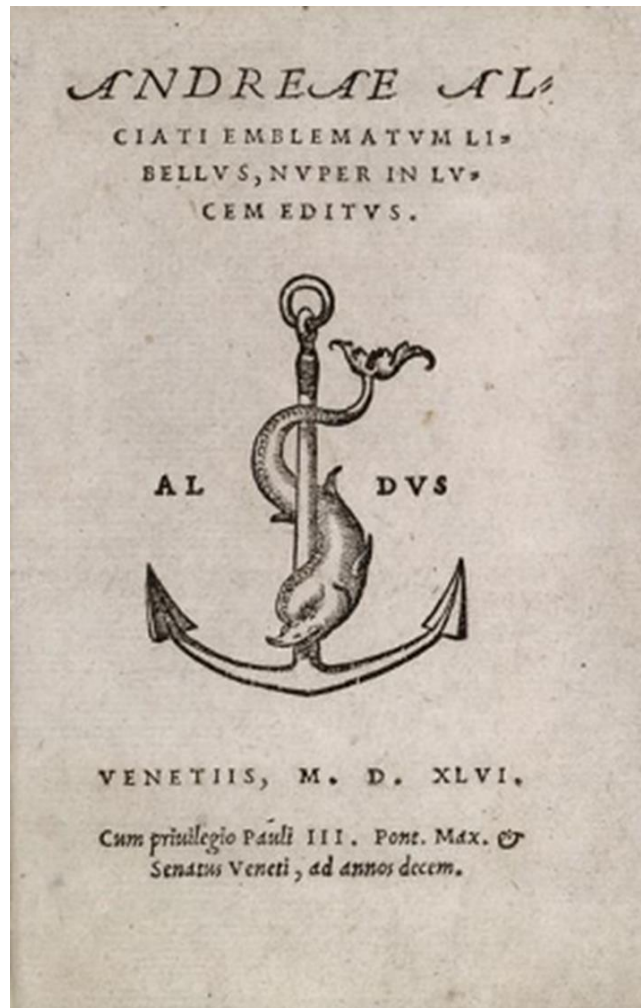 ANDREAE AL-
CIATI EMBLEMATVM LI-
BELLVS, NVPER IN LV-
CEM EDITVS.
AL DVS
VENETIIS, M. D. XLVI.
Cum priuilegio Pauli III. Pont. Max. &
Senatus Veneti, ad annos decem.